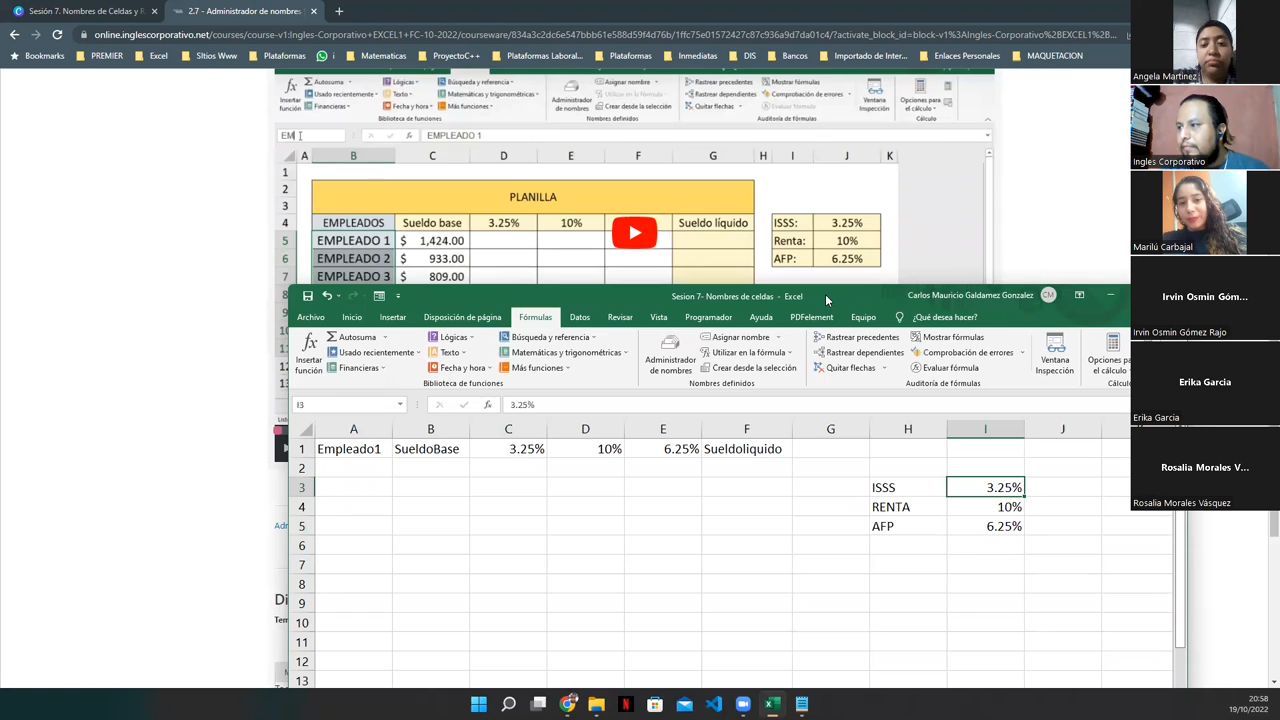 Sesión 7. Nombres de Celdas y R
2.7 - Administrador de nombres
online.inglescorporativo.net/courses/course-v1:Ingles-Corporativo+EXCEL1+FC-10-2022/courseware/834a3c2dc6e547bbb61e588d59f4d76b/1ffc75e01572427c87c936a9d7da01c4/?activate_block_id=block-v1%3AIngles-Corporativo%2BEXCEL1%2B...
Bookmarks PREMIER Excel SItios Www Plataformas Matematicas ProyectoC++ Plataformas Laboral... Plataformas Inmediatas DIS Bancos Importado de Inter... Enlaces Personales MAQUETACION
Insertar función
Autosuma
Usado recientemente
Financieras
Lógicas
Texto
Fecha y hora
Búsqueda y referencia
Matemáticas y trigonométricas
Más funciones
Biblioteca de funciones
Administrador de nombres
Asignar nombre
Utilizar en la fórmula
Crear desde la selección
Nombres definidos
Rastrear precedentes
Rastrear dependientes
Quitar flechas
Mostrar fórmulas
Comprobación de errores
Evaluar fórmula
Auditoría de fórmulas
Ventana Inspección
Opciones para el cálculo
Cálculo
EM fx EMPLEADO 1
A B C D E F G H I J K
1
2
PLANILLA
3
4 EMPLEADOS Sueldo base 3.25% 10% Sueldo líquido ISSS: 3.25%
5 EMPLEADO 1 $ 1,424.00 Renta: 10%
6 EMPLEADO 2 $ 933.00 AFP: 6.25%
7 EMPLEADO 3 $ 809.00
Sesion 7- Nombres de celdas - Excel
Carlos Mauricio Galdamez Gonzalez CM
Archivo Inicio Insertar Disposición de página Fórmulas Datos Revisar Vista Programador Ayuda PDFelement Equipo ¿Qué desea hacer?
Insertar función
Autosuma
Usado recientemente
Financieras
Lógicas
Texto
Fecha y hora
Búsqueda y referencia
Matemáticas y trigonométricas
Más funciones
Biblioteca de funciones
Administrador de nombres
Asignar nombre
Utilizar en la fórmula
Crear desde la selección
Nombres definidos
Rastrear precedentes
Rastrear dependientes
Quitar flechas
Mostrar fórmulas
Comprobación de errores
Evaluar fórmula
Auditoría de fórmulas
Ventana Inspección
Opciones pa
el cálculo
Cálcu
I3 fx 3.25%
A B C D E F G H I J
1 Empleado1 SueldoBase 3.25% 10% 6.25% Sueldoliquido
2
3 ISSS 3.25%
4 RENTA 10%
5 AFP 6.25%
6
7
8
9
10
11
12
13
Angela Martinez
Ingles Corporativo
Marilú Carbajal
Irvin Osmin Góm...
Irvin Osmin Gómez Rajo
Erika Garcia
Erika Garcia
Rosalia Morales V...
Rosalia Morales Vásquez
20:58
19/10/2022